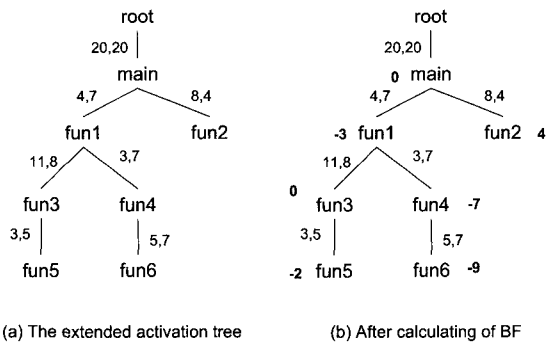 root root
20,20 20,20
main 0 main
4,7 8,4 4,7 8,4
fun1 fun2 -3 fun1 fun2 4
11,8 3,7 11,8 3,7
fun3 fun4 0 fun3 fun4 -7
3,5 5,7 3,5 5,7
fun5 fun6 -2 fun5 fun6 -9
(a) The extended activation tree (b) After calculating of BF